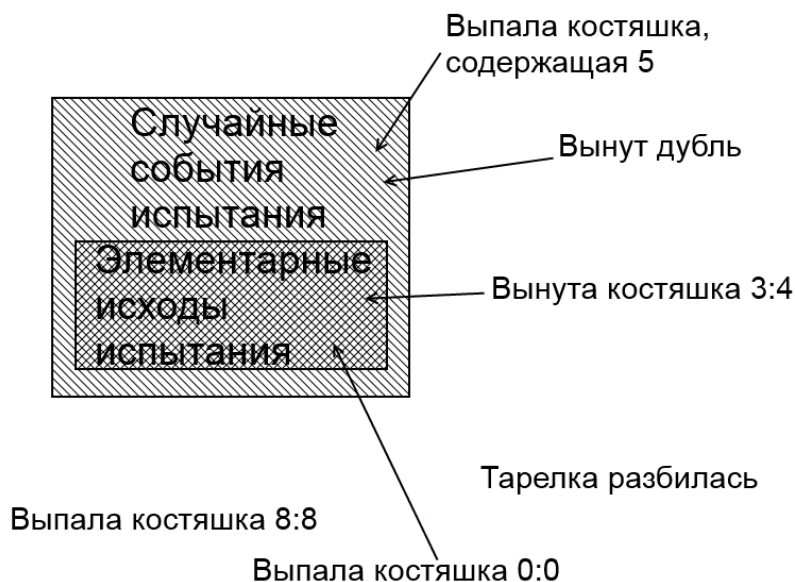 Выпала костяшка,
содержащая 5
Случайные
события
испытания
Вынут дубль
Элементарные
исходы
испытания
Вынута костяшка 3:4
Тарелка разбилась
Выпала костяшка 8:8
Выпала костяшка 0:0